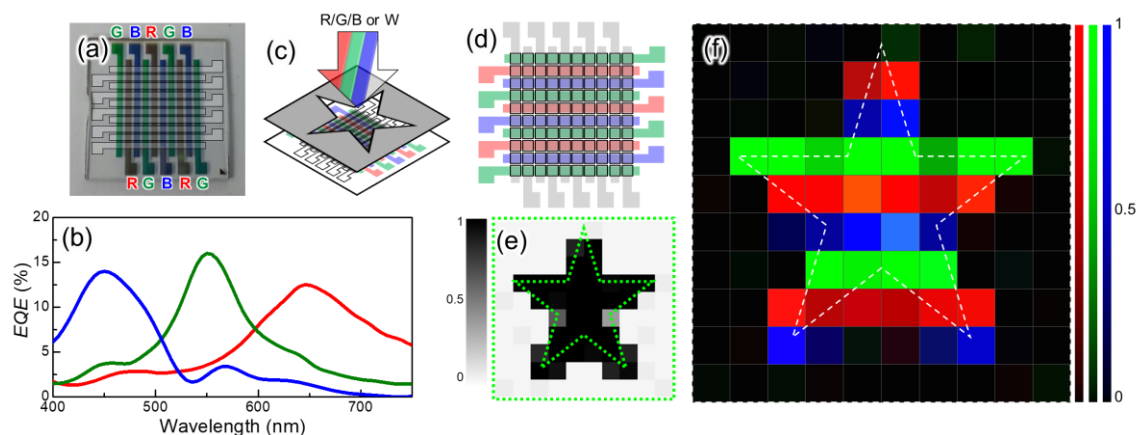 G B R G B
(a)
R G B R G
R/G/B or W
(c)
(d)
(b)
20
15
10
5
0
EQE (%)
400 500 600 700
Wavelength (nm)
(e)
1
0.5
0
(f)
1
0.5
0